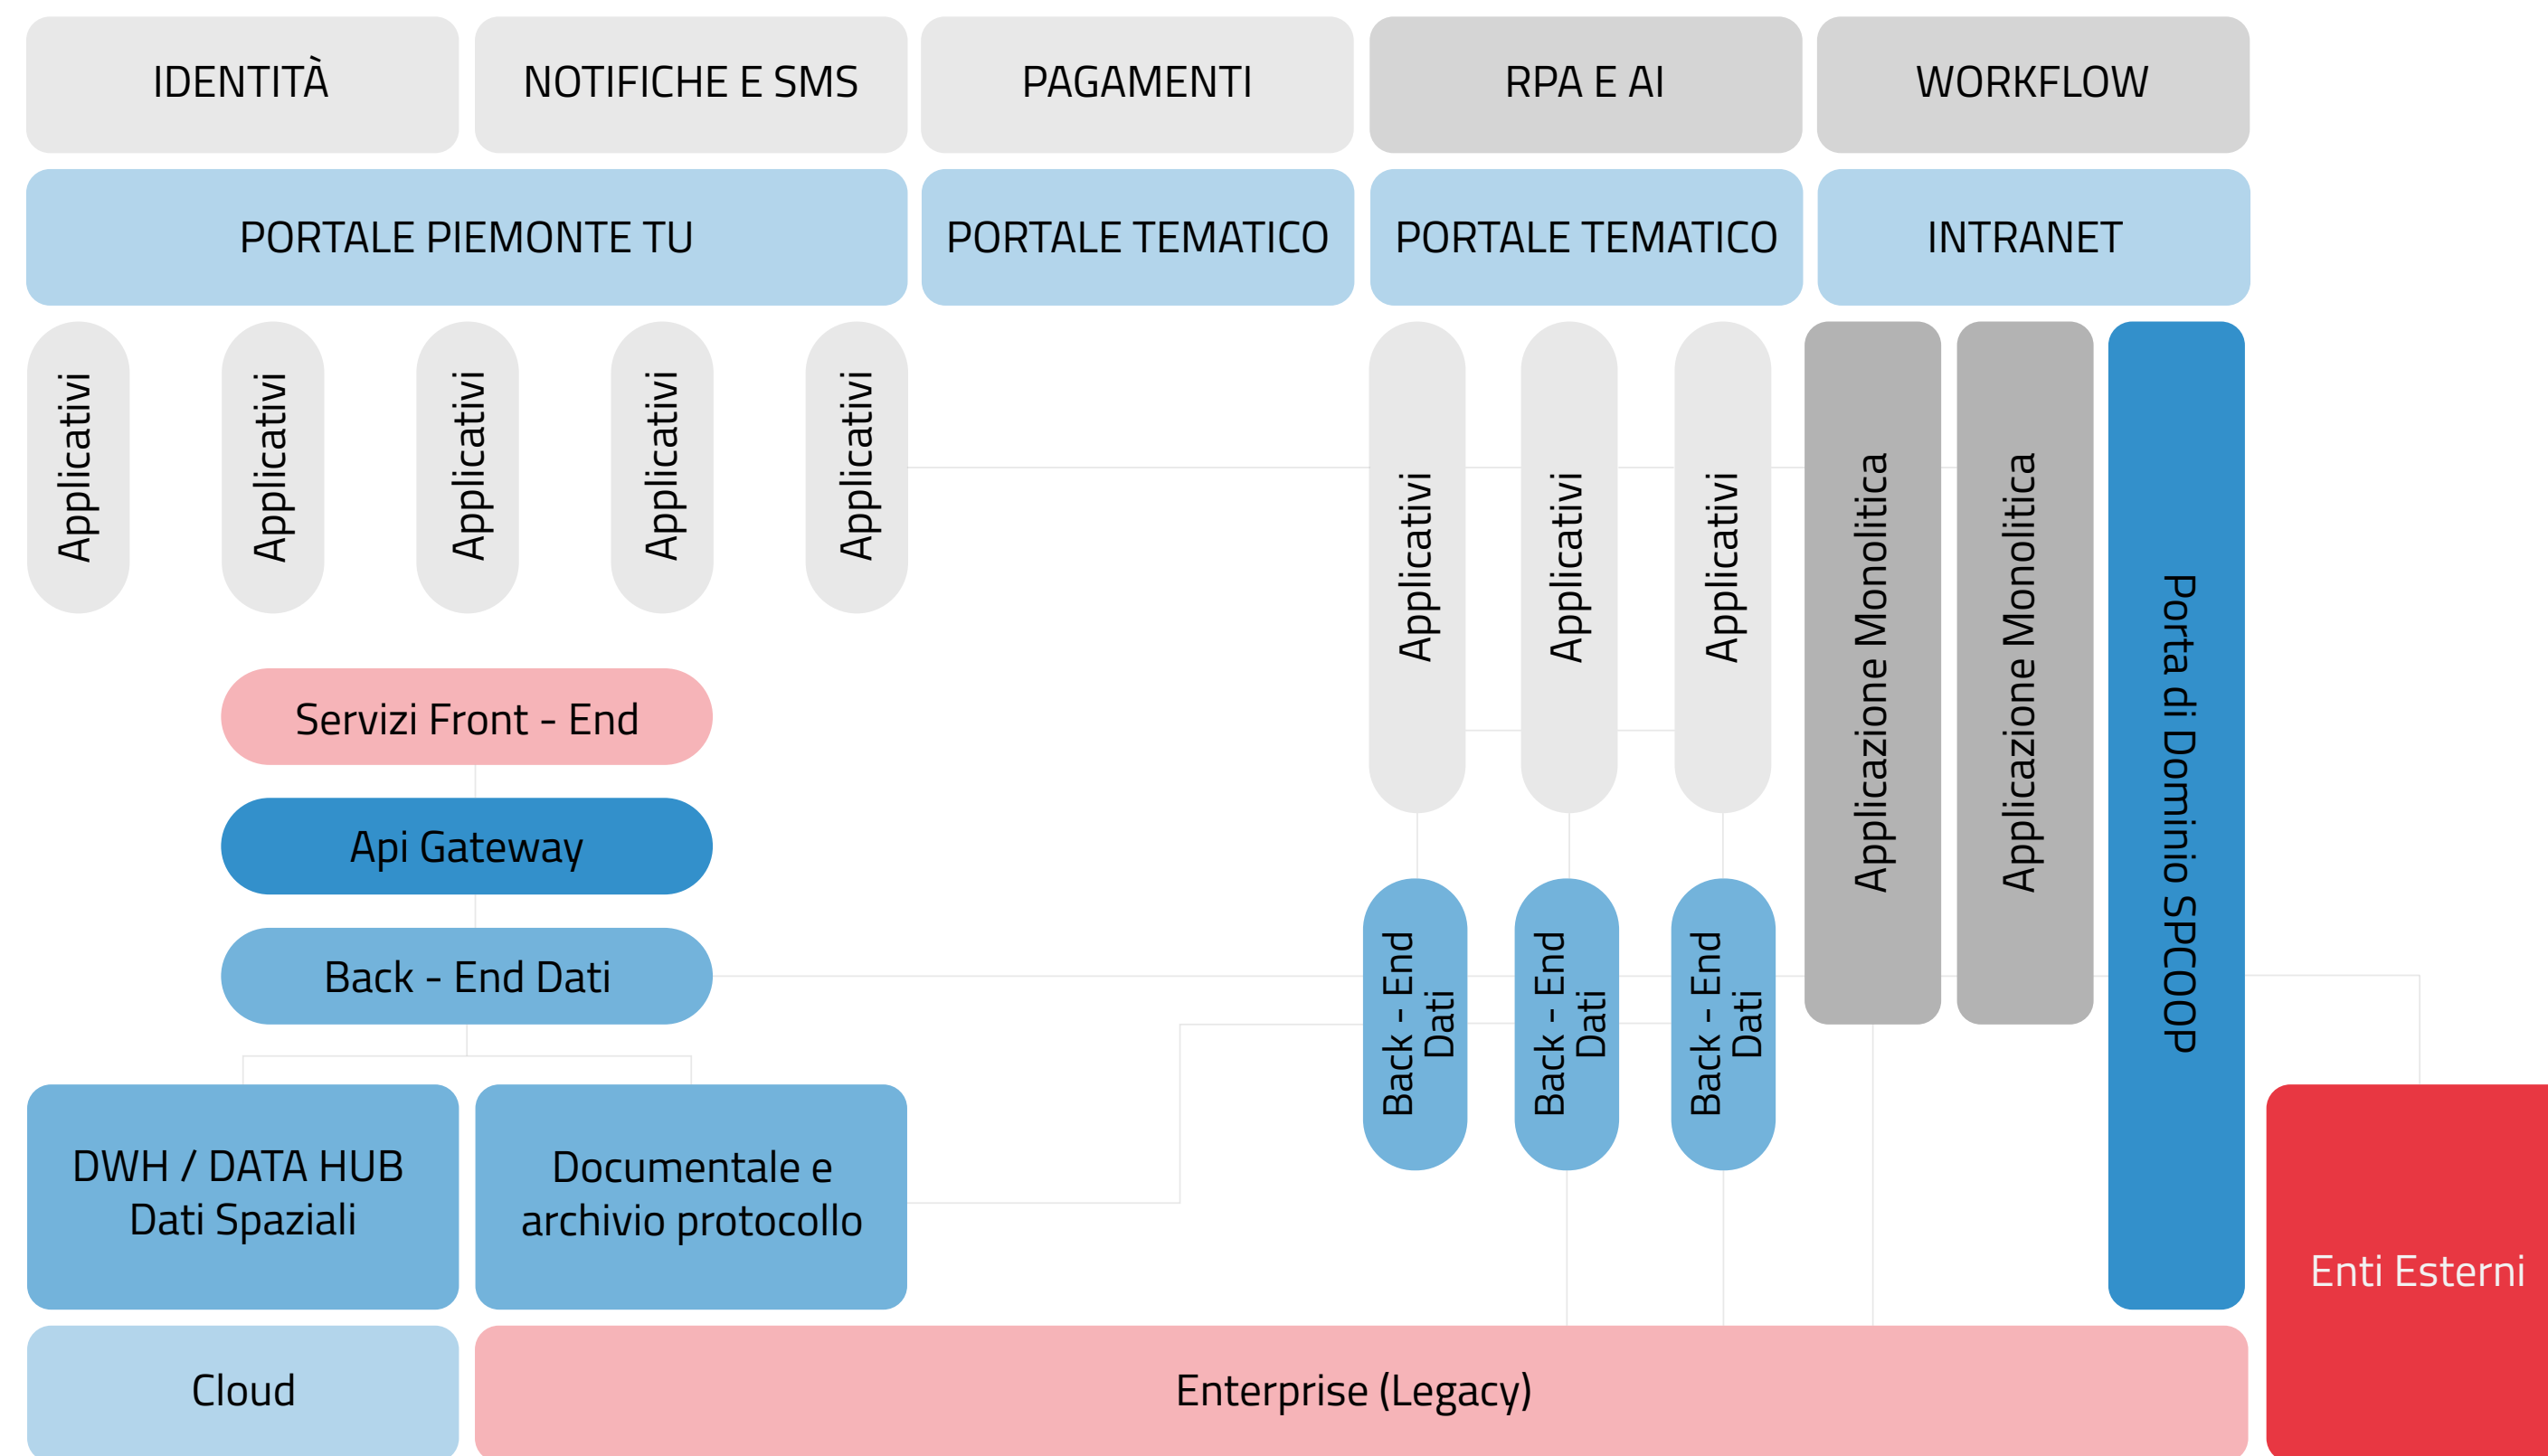 IDENTITÀ
NOTIFICHE E SMS
PAGAMENTI
RPA E AI
WORKFLOW
PORTALE PIEMONTE TU
PORTALE TEMATICO
PORTALE TEMATICO
INTRANET
Applicativi
Applicativi
Applicativi
Applicativi
Applicativi
Applicativi
Applicativi
Applicativi
Applicazione Monolitica
Applicazione Monolitica
Porta di Dominio SPCOOP
Servizi Front - End
Api Gateway
Back - End Dati
Back - End
Dati
Back - End
Dati
Back - End
Dati
DWH / DATA HUB
Dati Spaziali
Documentale e
archivio protocollo
Enti Esterni
Cloud
Enterprise (Legacy)